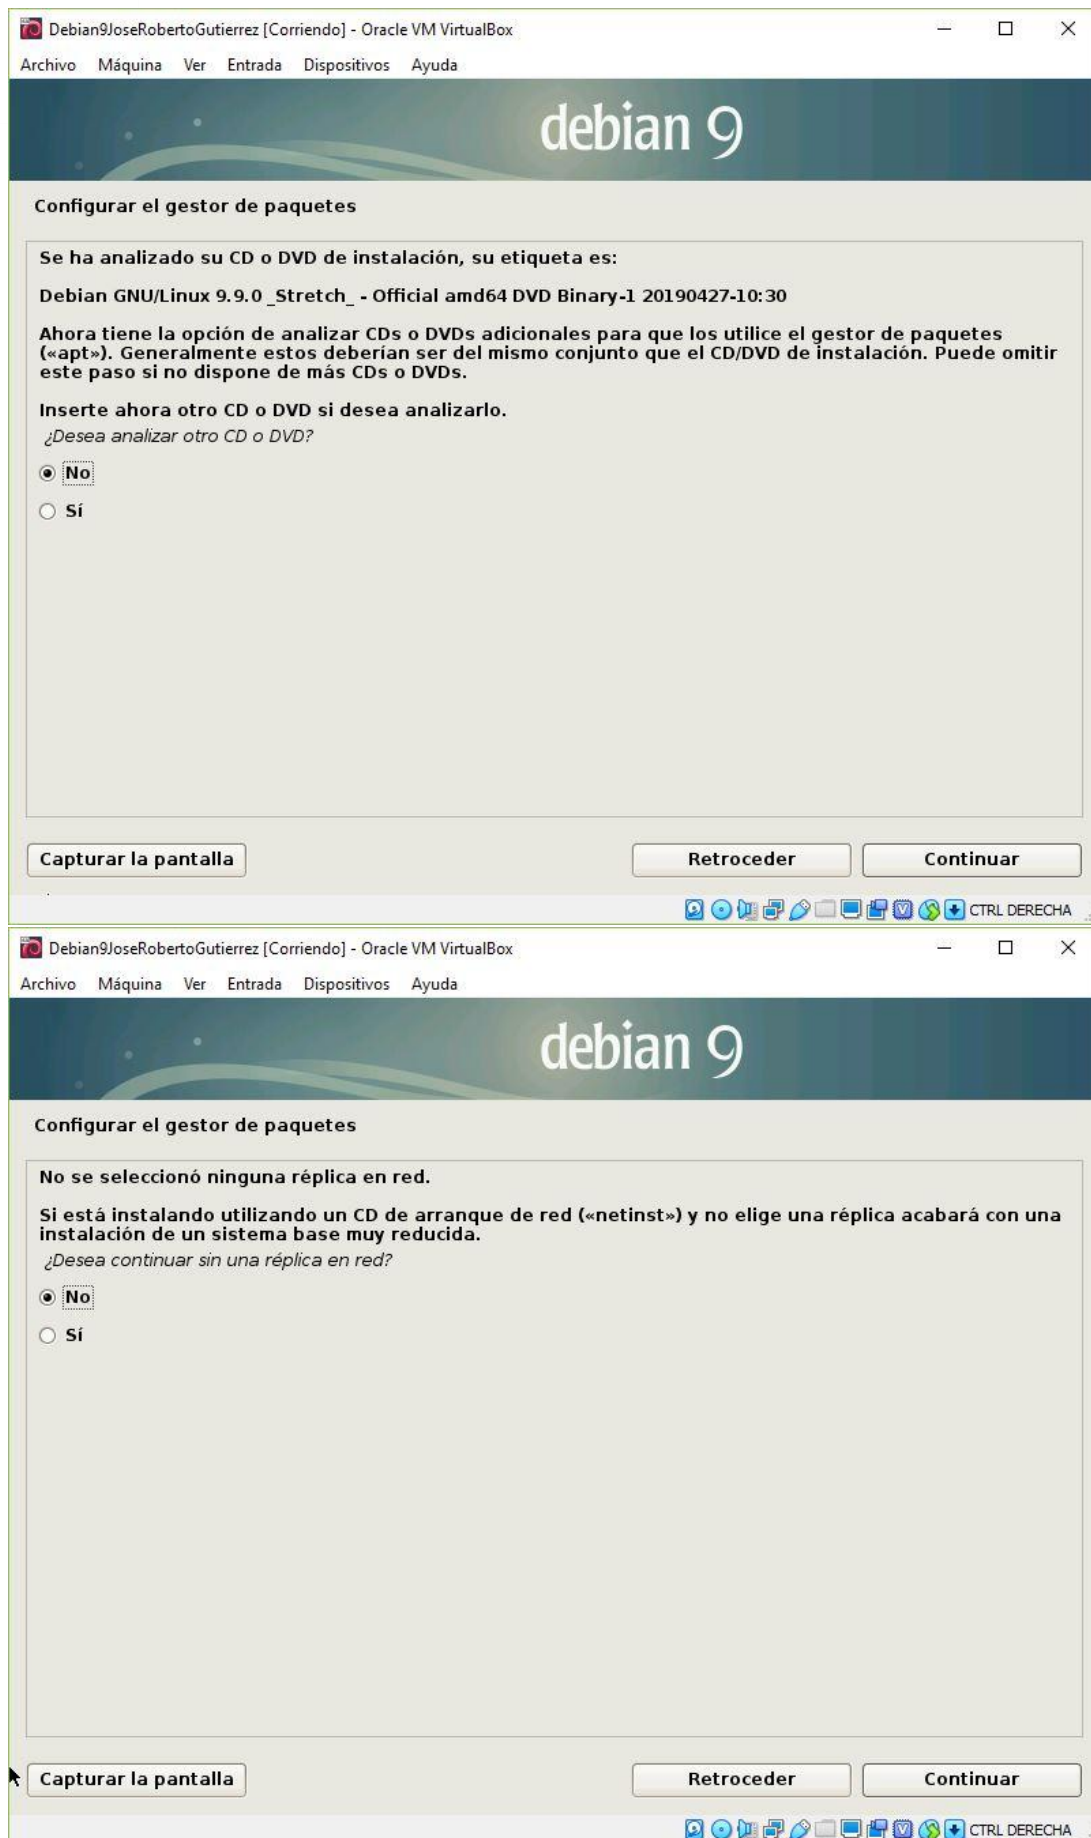 Debian9JoseRobertoGutierrez [Corriendo] - Oracle VM VirtualBox
Archivo Máquina Ver Entrada Dispositivos Ayuda
debian 9
Configurar el gestor de paquetes
Se ha analizado su CD o DVD de instalación, su etiqueta es:
Debian GNU/Linux 9.9.0 _Stretch_ - Official amd64 DVD Binary-1 20190427-10:30
Ahora tiene la opción de analizar CDs o DVDs adicionales para que los utilice el gestor de paquetes
(«apt»). Generalmente estos deberían ser del mismo conjunto que el CD/DVD de instalación. Puede omitir
este paso si no dispone de más CDs o DVDs.
Inserte ahora otro CD o DVD si desea analizarlo.
¿Desea analizar otro CD o DVD?
No
Sí
Capturar la pantalla Retroceder Continuar
CTRL DERECHA
Debian9JoseRobertoGutierrez [Corriendo] - Oracle VM VirtualBox
Archivo Máquina Ver Entrada Dispositivos Ayuda
debian 9
Configurar el gestor de paquetes
No se seleccionó ninguna réplica en red.
Si está instalando utilizando un CD de arranque de red («netinst») y no elige una réplica acabará con una
instalación de un sistema base muy reducida.
¿Desea continuar sin una réplica en red?
No
Sí
Capturar la pantalla Retroceder Continuar
CTRL DERECHA